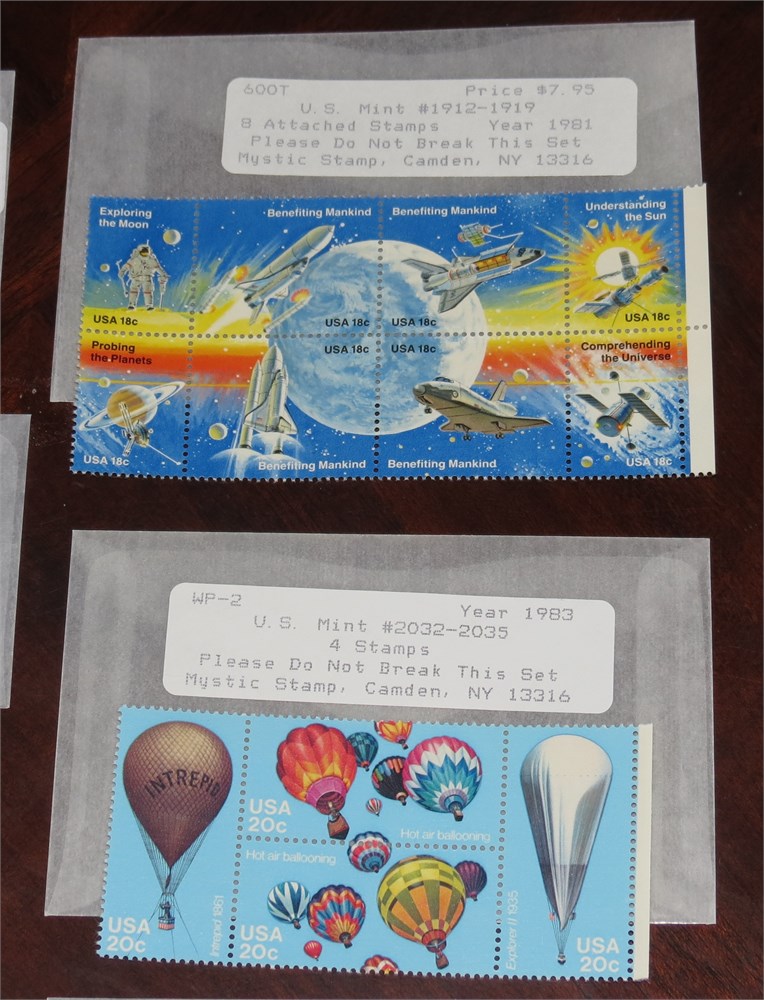 600T Price $7.95
U.S. Mint #1912-1919
8 Attached Stamps Year 1981
Please Do Not Break This Set
Mystic Stamp, Camden, NY 13316
Exploring
the Moon
USA 18c
Benefiting Mankind
USA 18c
Benefiting Mankind
USA 18c
Understanding
the Sun
USA 18c
Probing
the Planets
USA 18c
USA 18c
Benefiting Mankind
USA 18c
Benefiting Mankind
Comprehending
the Universe
USA 18c
WP-2 Year 1983
U.S. Mint #2032-2035
4 Stamps
Please Do Not Break This Set
Mystic Stamp, Camden, NY 13316
INTREPID
USA
20c
Intrepid 1861
USA
20c
Hot air ballooning
Hot air ballooning
USA
20c
Explorer II 1935
USA
20c